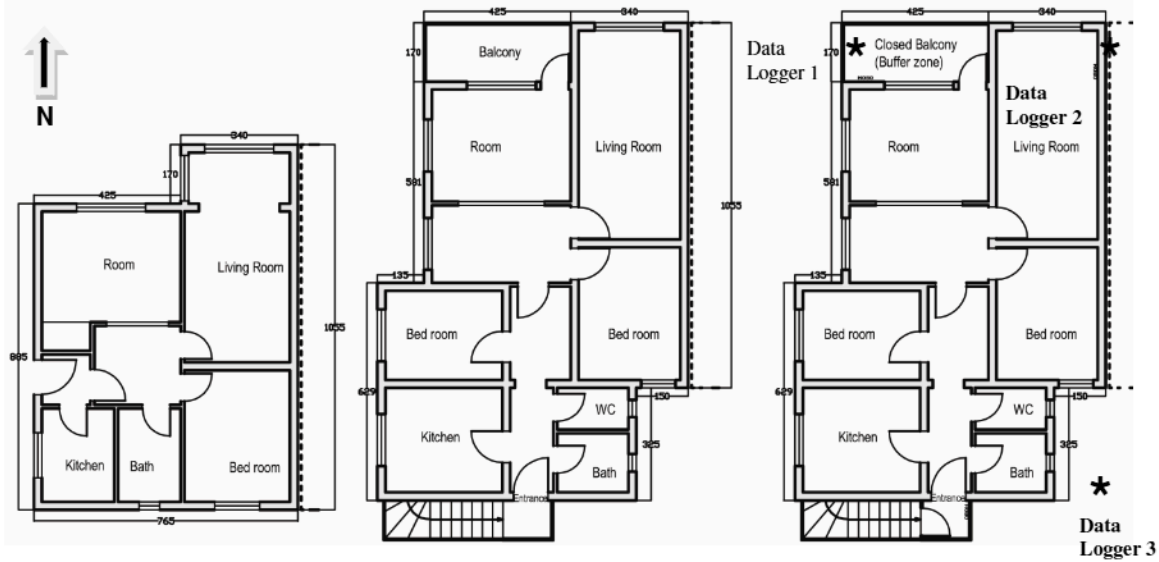 N
340
170
425
Room
Living Room
885
1055
Kitchen
Bath
Bed room
765
425
340
170
Balcony
Room
Living Room
581
1055
135
Bed room
Bed room
629
150
WC
Kitchen
325
Bath
Entrance
Data
Logger 1
425
340
170
Closed Balcony
(Buffer zone)
Data
Logger 2
Room
Living Room
581
135
Bed room
Bed room
629
150
WC
Kitchen
325
Bath
Entrance
Data
Logger 3